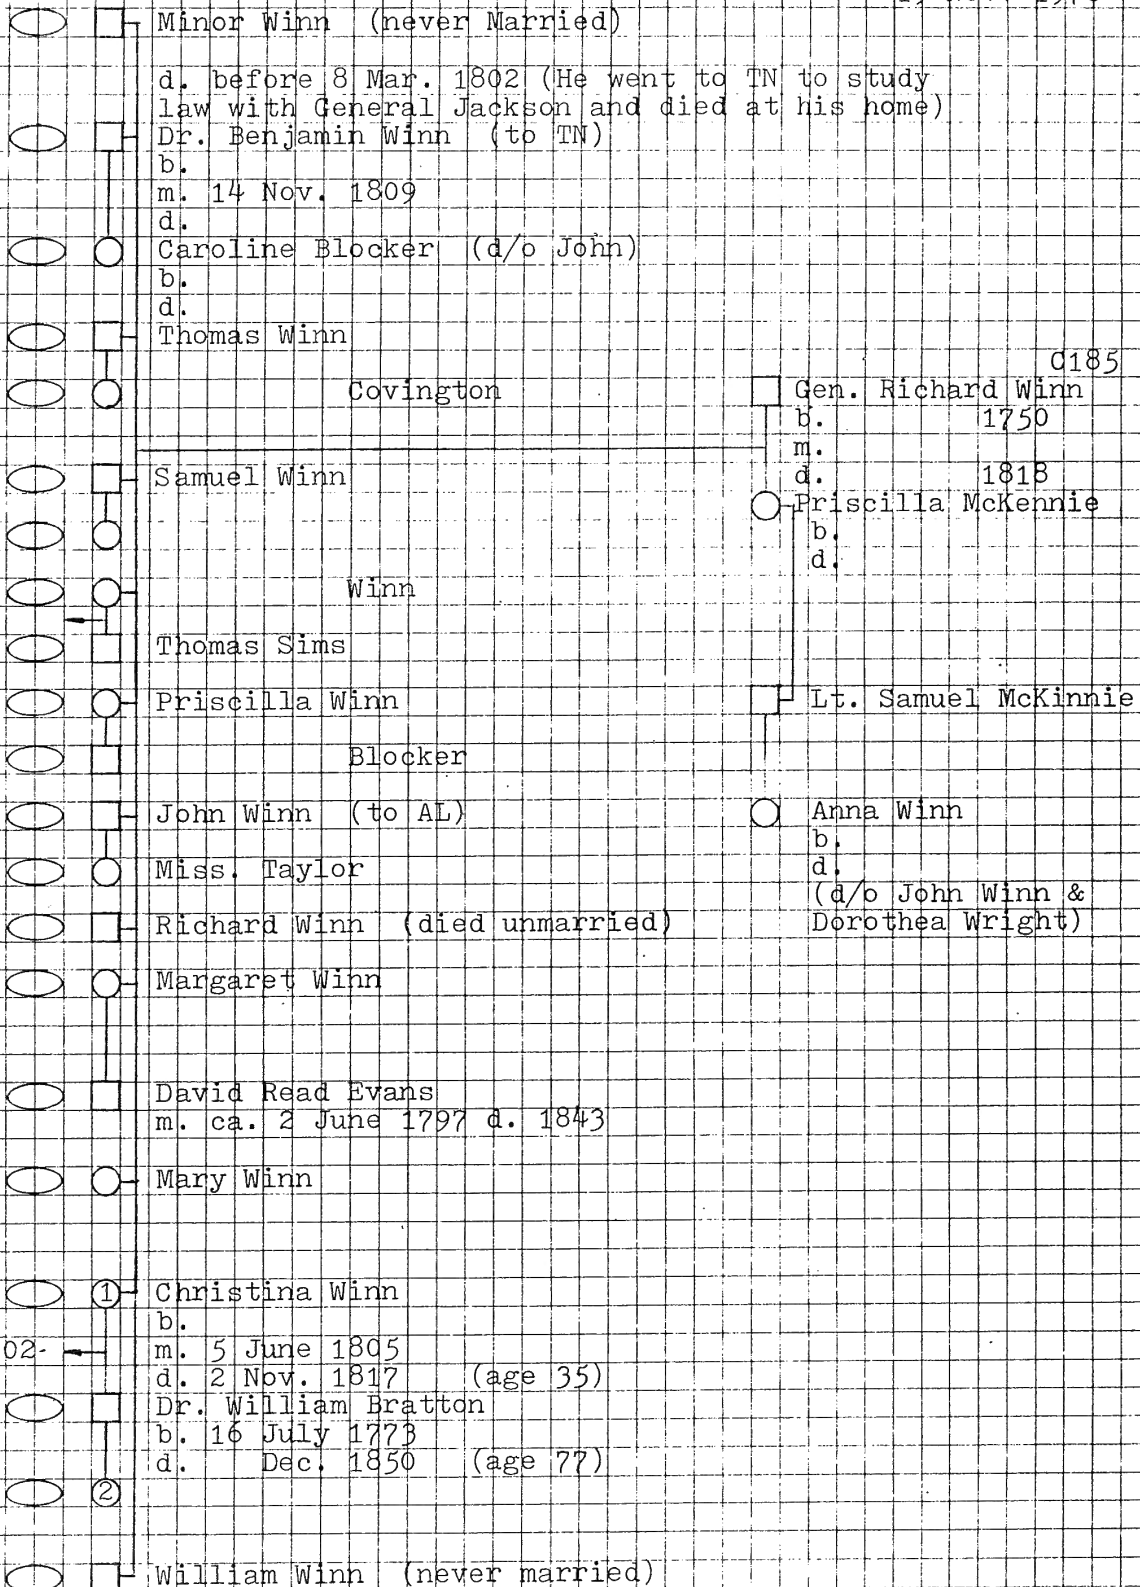 Minor Winn (never Married)
d. before 8 Mar. 1802 (He went to TN to study
law with General Jackson and died at his home)
Dr. Benjamin Winn (to TN)
b.
m. 14 Nov. 1809
d.
Caroline Blocker (d/o John)
b.
d.
Thomas Winn
Covington
Samuel Winn
Winn
Thomas Sims
Priscilla Winn
Blocker
John Winn (to AL)
Miss. Taylor
Richard Winn (died unmarried)
Margaret Winn
David Read Evans
m. ca. 2 June 1797 d. 1843
Mary Winn
1 Christina Winn
b.
02- m. 5 June 1805
d. 2 Nov. 1817 (age 35)
Dr. William Bratton
b. 16 July 1773
d. Dec. 1850 (age 77)
2
William Winn (never married)
C185
Gen. Richard Winn
b. 1750
m.
d. 1818
Priscilla McKennie
b.
d.
Lt. Samuel McKinnie
Anna Winn
b.
d.
(d/o John Winn &
Dorothea Wright)